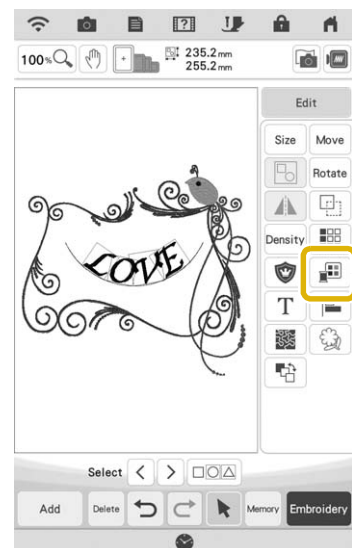 100% 235.2 mm
255.2 mm
Edit
Size Move
Rotate
Density
T
LOVE
Select
Add Delete Memory Embroidery